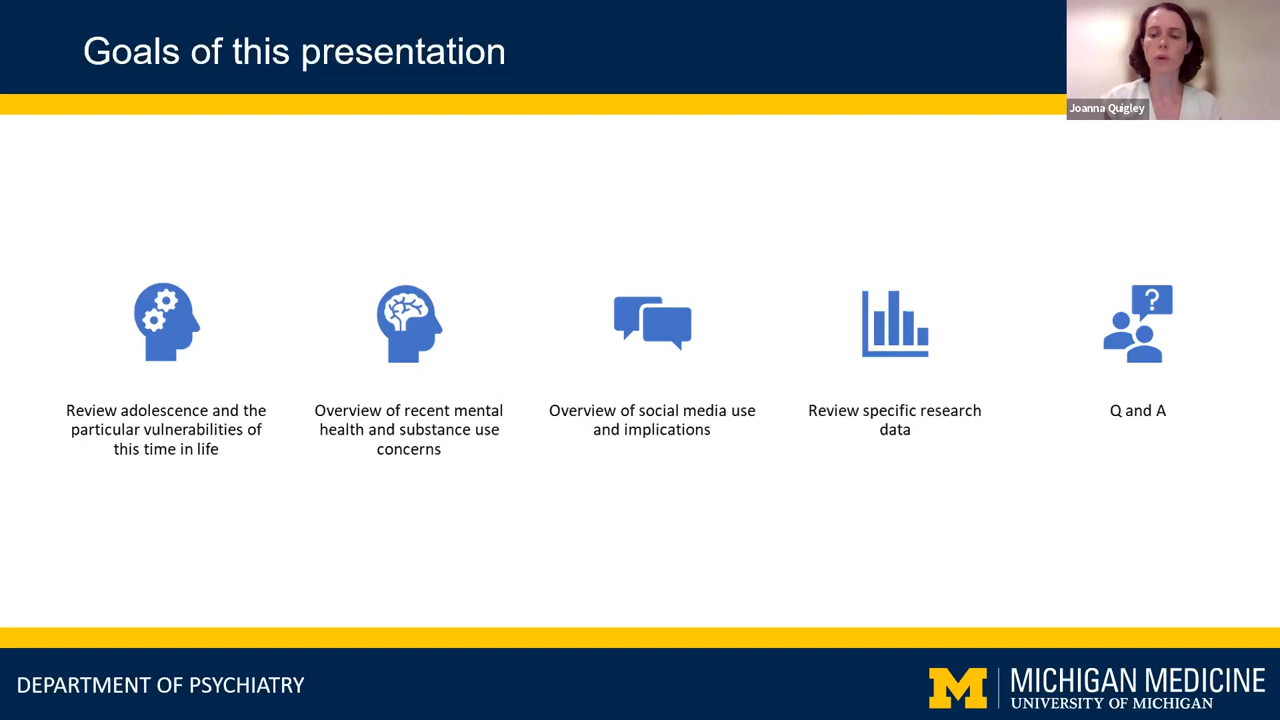 Goals of this presentation
Joanna Quigley
Review adolescence and the
particular vulnerabilities of
this time in life
Overview of recent mental
health and substance use
concerns
Overview of social media use
and implications
Review specific research
data
?
Q and A
DEPARTMENT OF PSYCHIATRY
M
MICHIGAN MEDICINE
UNIVERSITY OF MICHIGAN